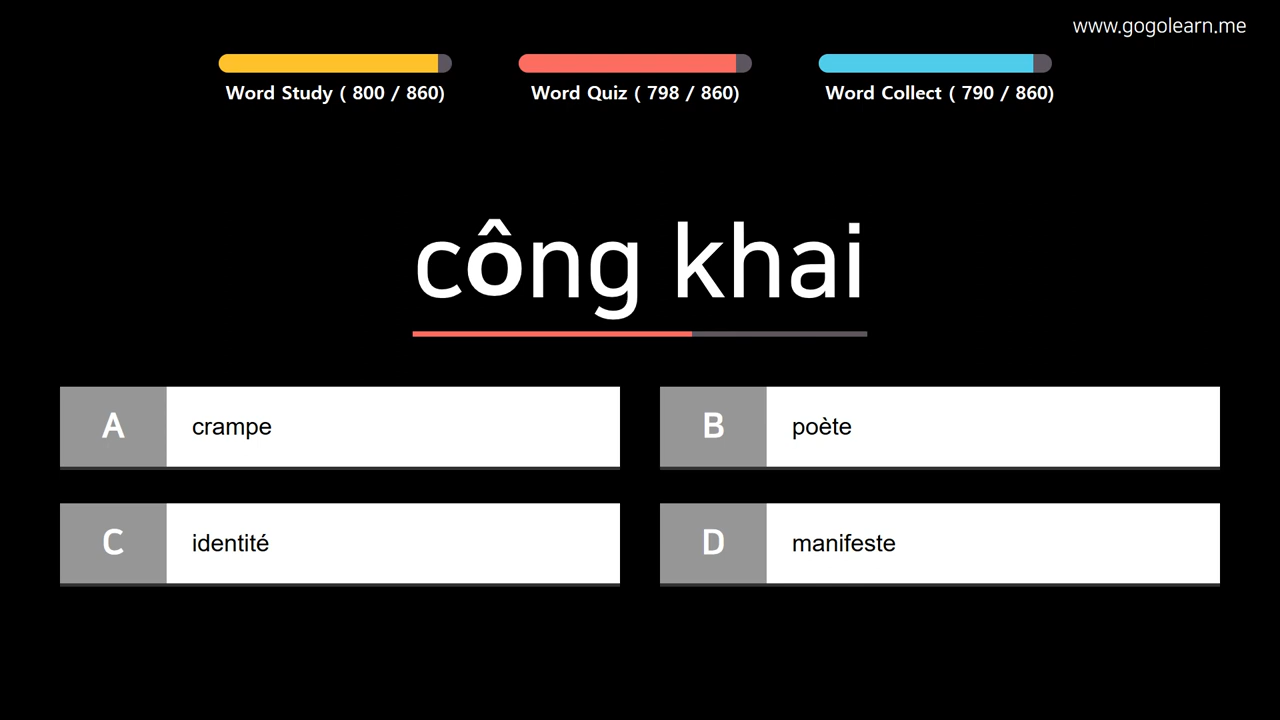 www.gogolearn.me
Word Study ( 800 / 860)
Word Quiz ( 798 / 860)
Word Collect ( 790 / 860)
công khai
A crampe
B poète
C identité
D manifeste